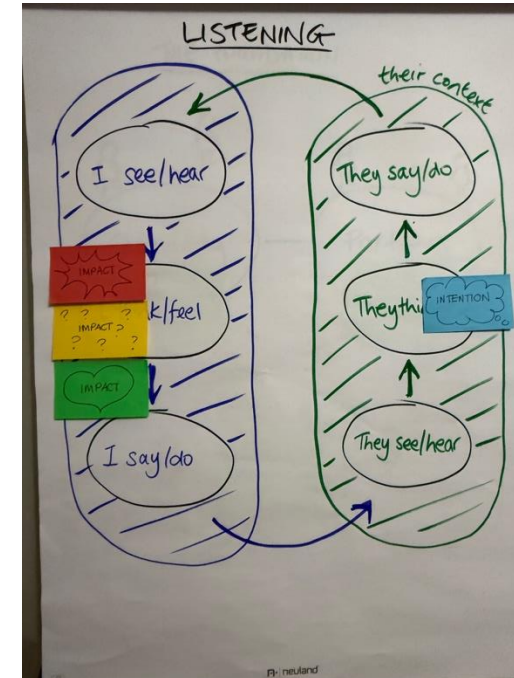 LISTENING
their context
I see/hear
They say/do
IMPACT
? ? ?
k/feel
IMPACT ?
? ? ?
They thi
INTENTION
IMPACT
I say/do
They see/hear
neuland